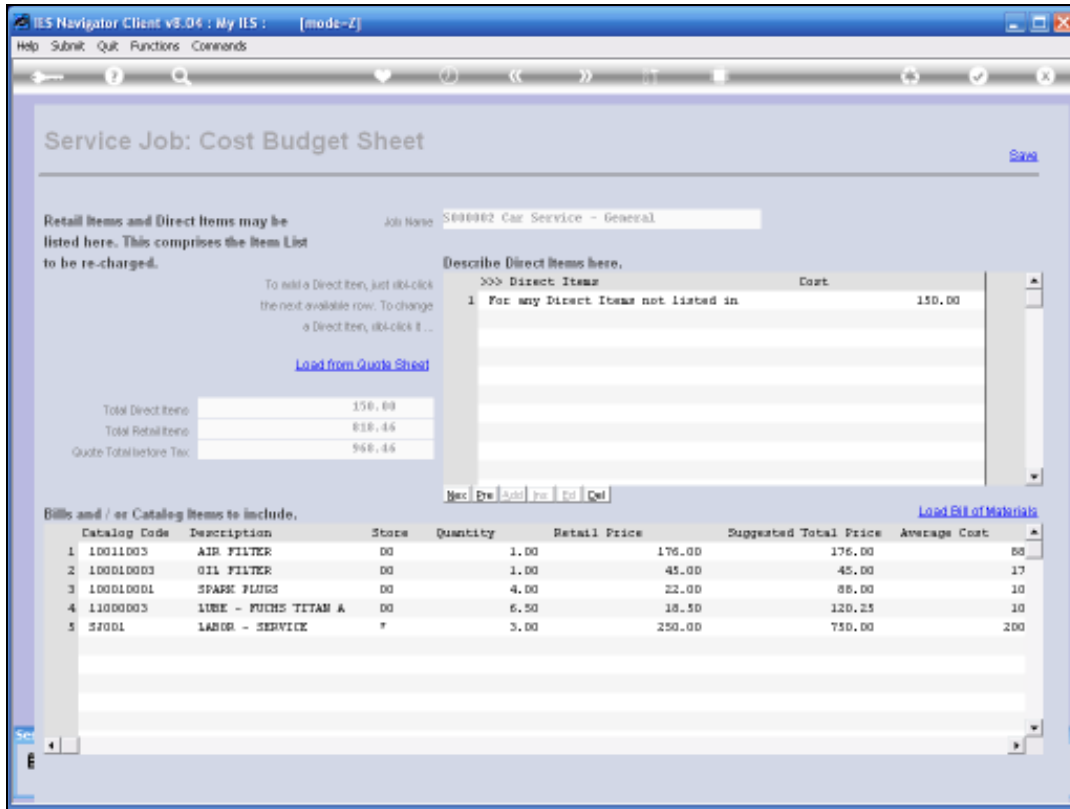 IES Navigator Client v8.04 : My IES : [mode=Z]
Help Submit Quit Functions Commands
Service Job: Cost Budget Sheet
Save
Retail Items and Direct Items may be
listed here. This comprises the Item List
to be re-charged.
Job Name S000002 Car Service - General
To add a Direct Item, just dbl-click
the next available row. To change
a Direct Item, dbl-click it ...
Load from Quote Sheet
Total Direct Items 150.00
Total Retail Items 818.46
Quote Total before Tax 968.46
Describe Direct Items here.
>>> Direct Items Cost
1 For any Direct Items not listed in 150.00
Nex Pre Add Ins Ed Del
Load Bill of Materials
Bills and / or Catalog Items to include.
Catalog Code Description Store Quantity Retail Price Suggested Total Price Average Cost
1 10011003 AIR FILTER 00 1.00 176.00 176.00 88
2 100010003 OIL FILTER 00 1.00 45.00 45.00 17
3 100010001 SPARK PLUGS 00 4.00 22.00 88.00 10
4 11000003 LUBE - FUCHS TITAN A 00 6.50 18.50 120.25 10
5 SJ001 LABOR - SERVICE * 3.00 250.00 750.00 200
Ser